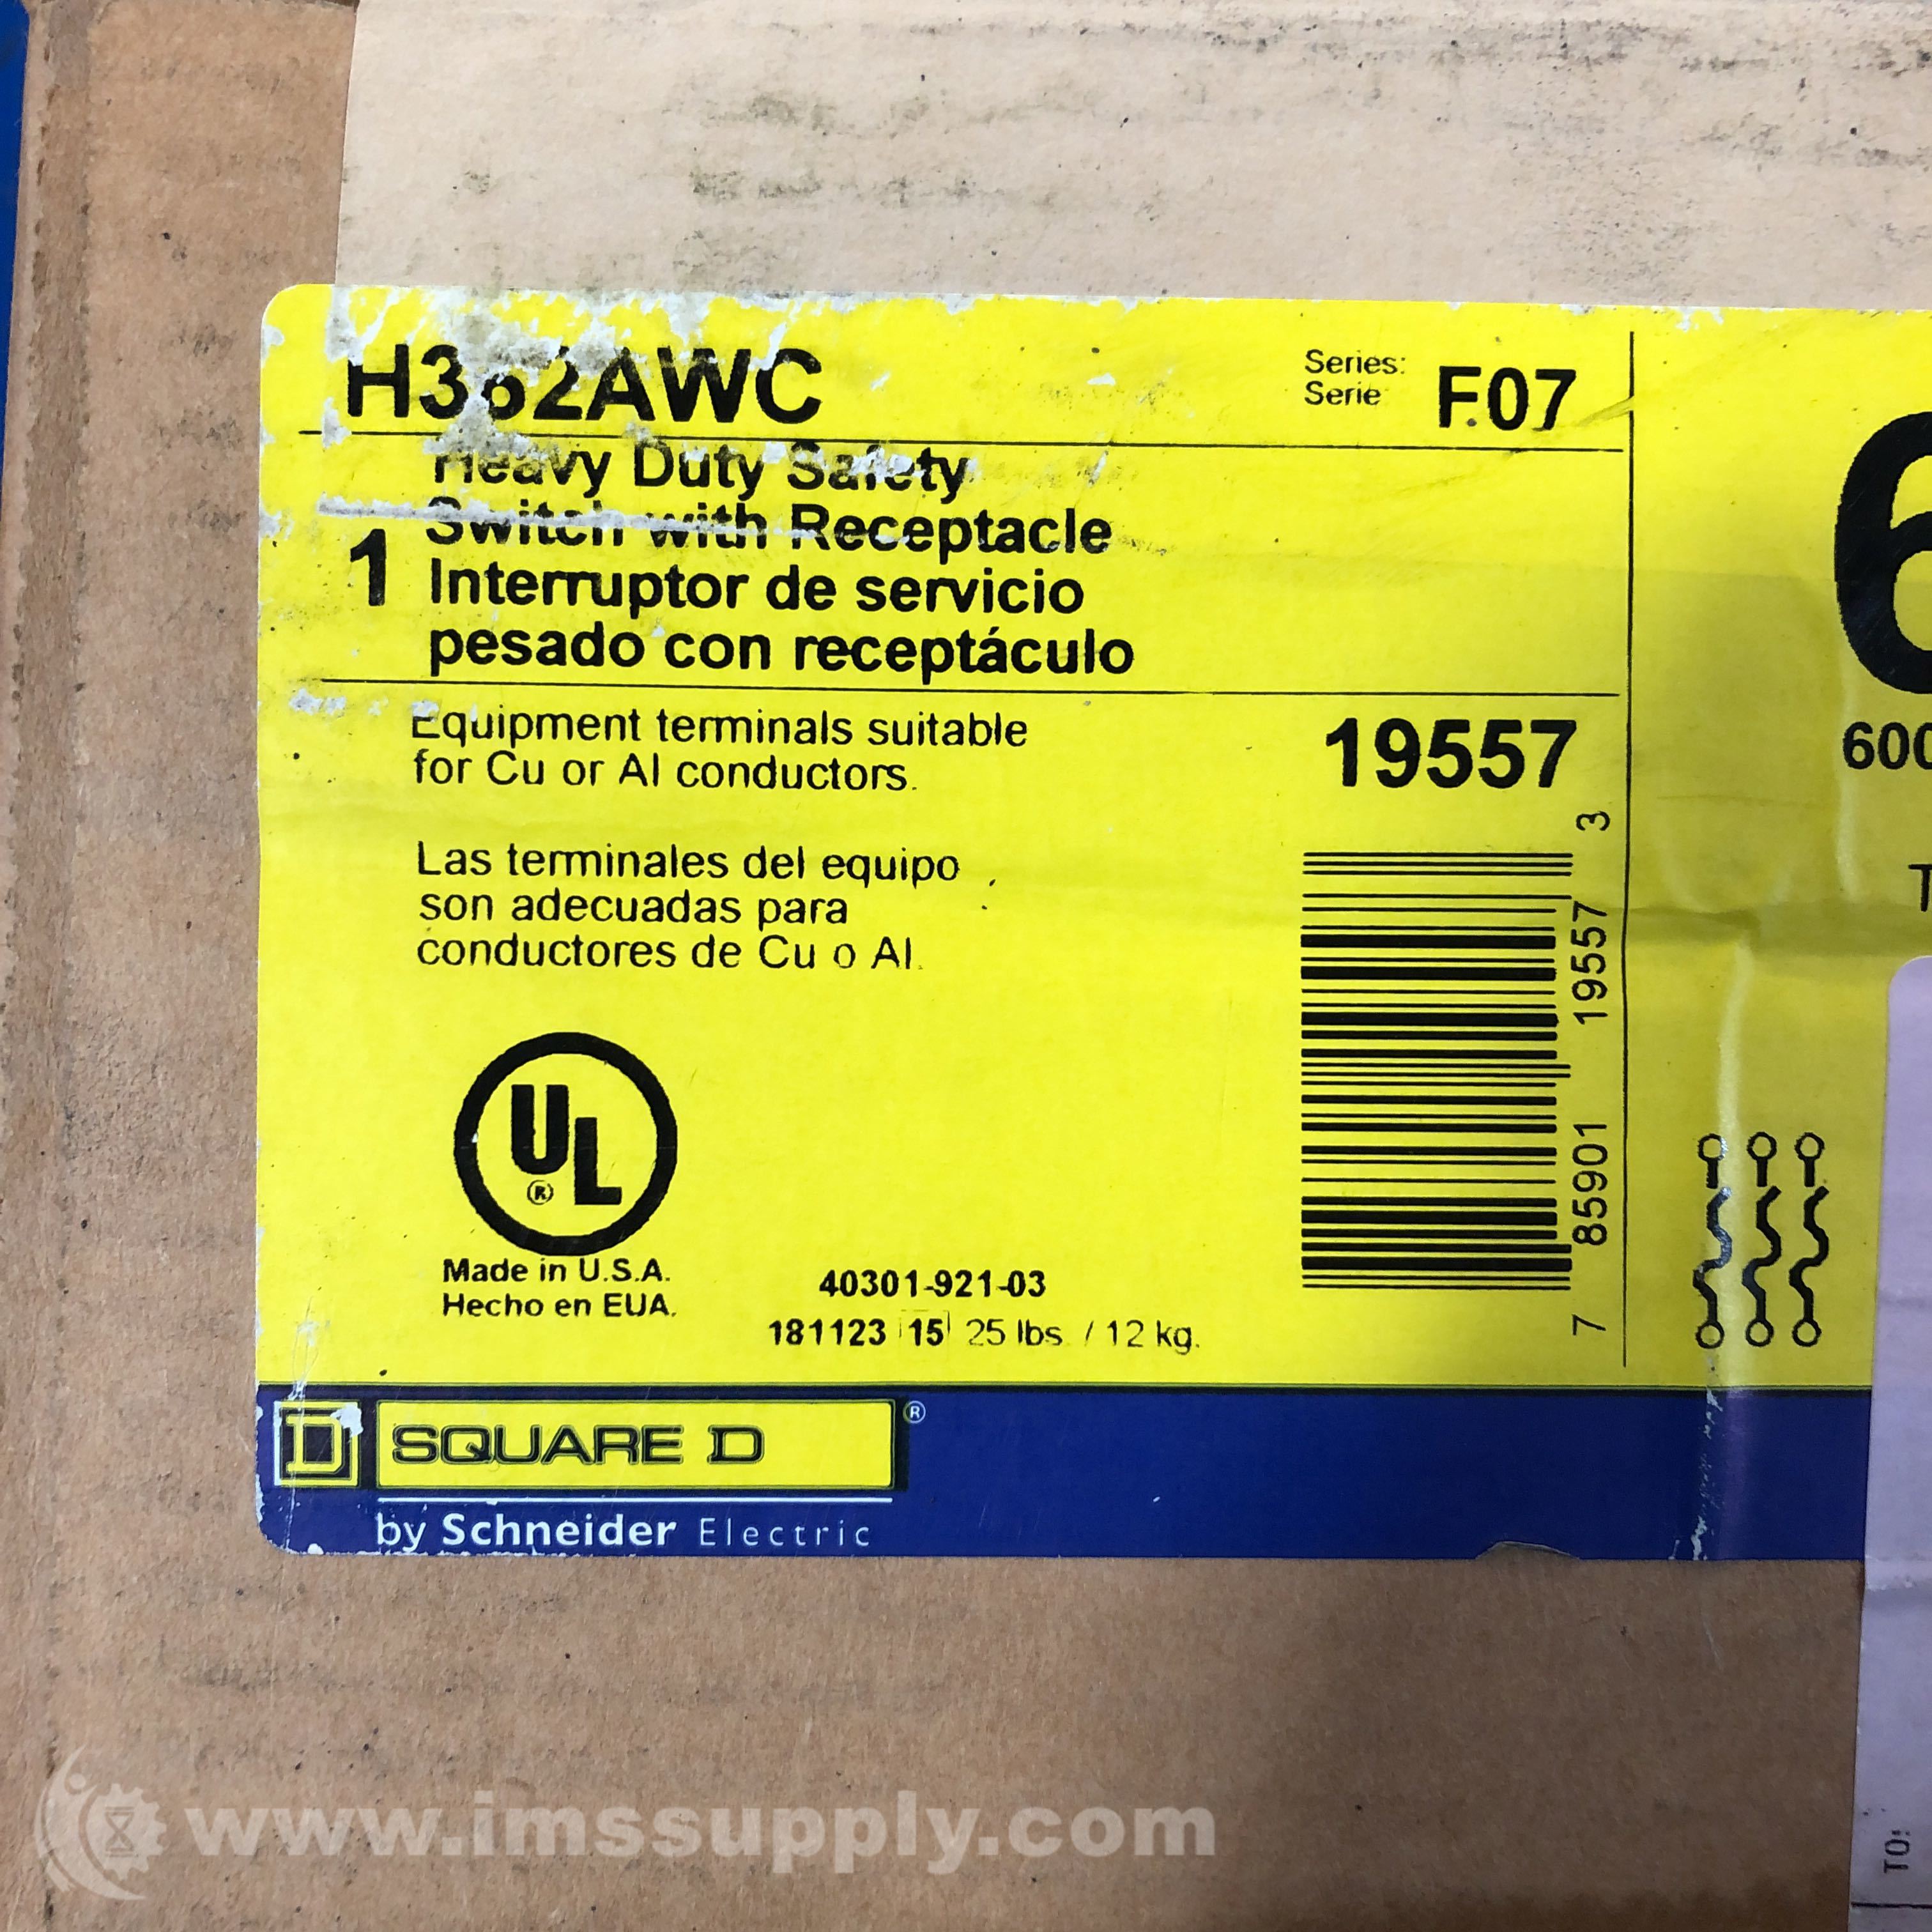 H362AWC
Series: F07
Serie
Heavy Duty Safety
Switch with Receptacle
1 Interruptor de servicio
pesado con receptáculo
Equipment terminals suitable
for Cu or Al conductors.
19557
Las terminales del equipo
son adecuadas para
conductores de Cu o Al.
7 85901 19557 3
UL
®
Made in U.S.A.
Hecho en EUA.
40301-921-03
181123 15 25 lbs. / 12 kg.
D SQUARE D ®
by Schneider Electric
6
600
T
TO:
www.imssupply.com